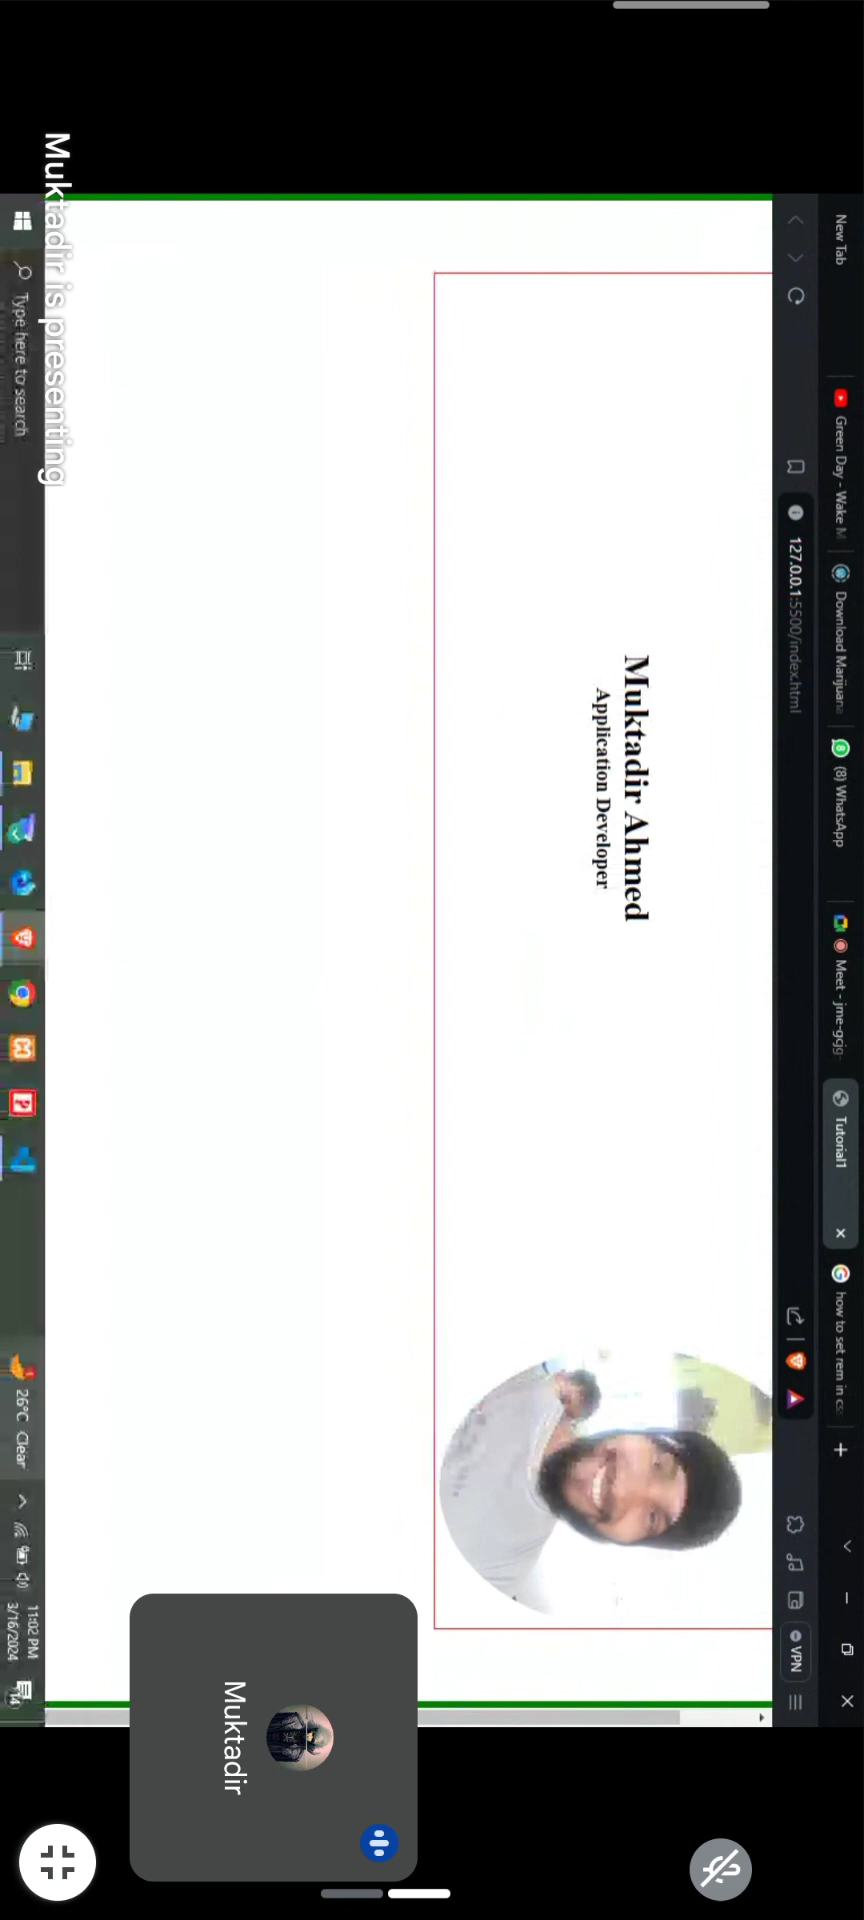 New Tab
Green Day - Wake M
Download Marijuana
(8) WhatsApp
Meet - jme-gcjg-
Tutorial1
how to set rem in cs
127.0.0.1:5500/index.html
VPN
Muktadir Ahmed
Application Developer
Muktadir is presenting
Muktadir
Type here to search
26°C Clear
11:02 PM
3/16/2024
14